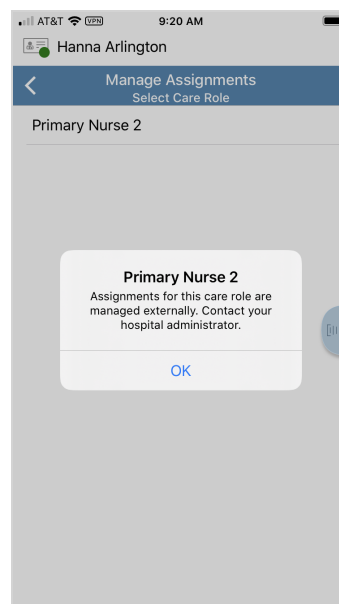 AT&T VPN 9:20 AM
Hanna Arlington
Manage Assignments
Select Care Role
Primary Nurse 2
Primary Nurse 2
Assignments for this care role are
managed externally. Contact your
hospital administrator.
OK